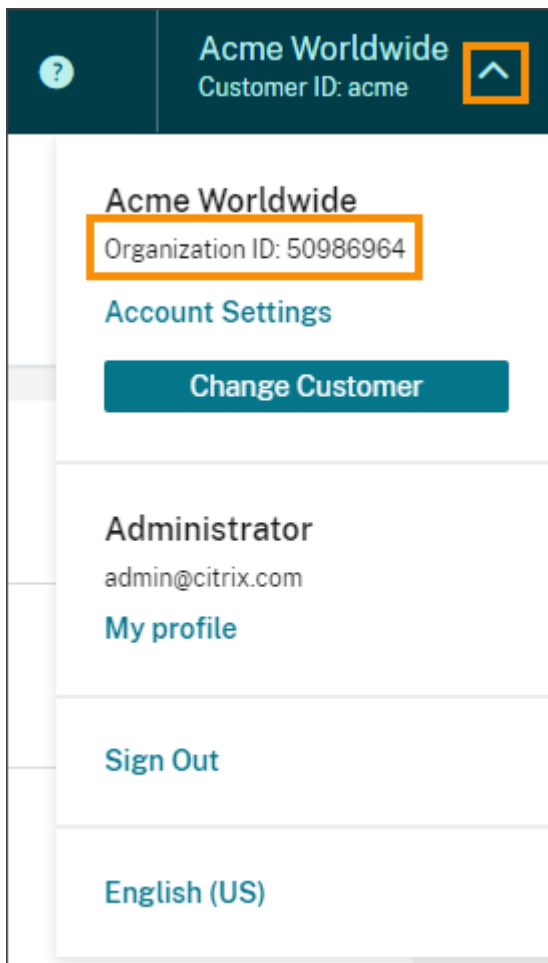 ?
Acme Worldwide
Customer ID: acme
Acme Worldwide
Organization ID: 50986964
Account Settings
Change Customer
Administrator
admin@citrix.com
My profile
Sign Out
English (US)